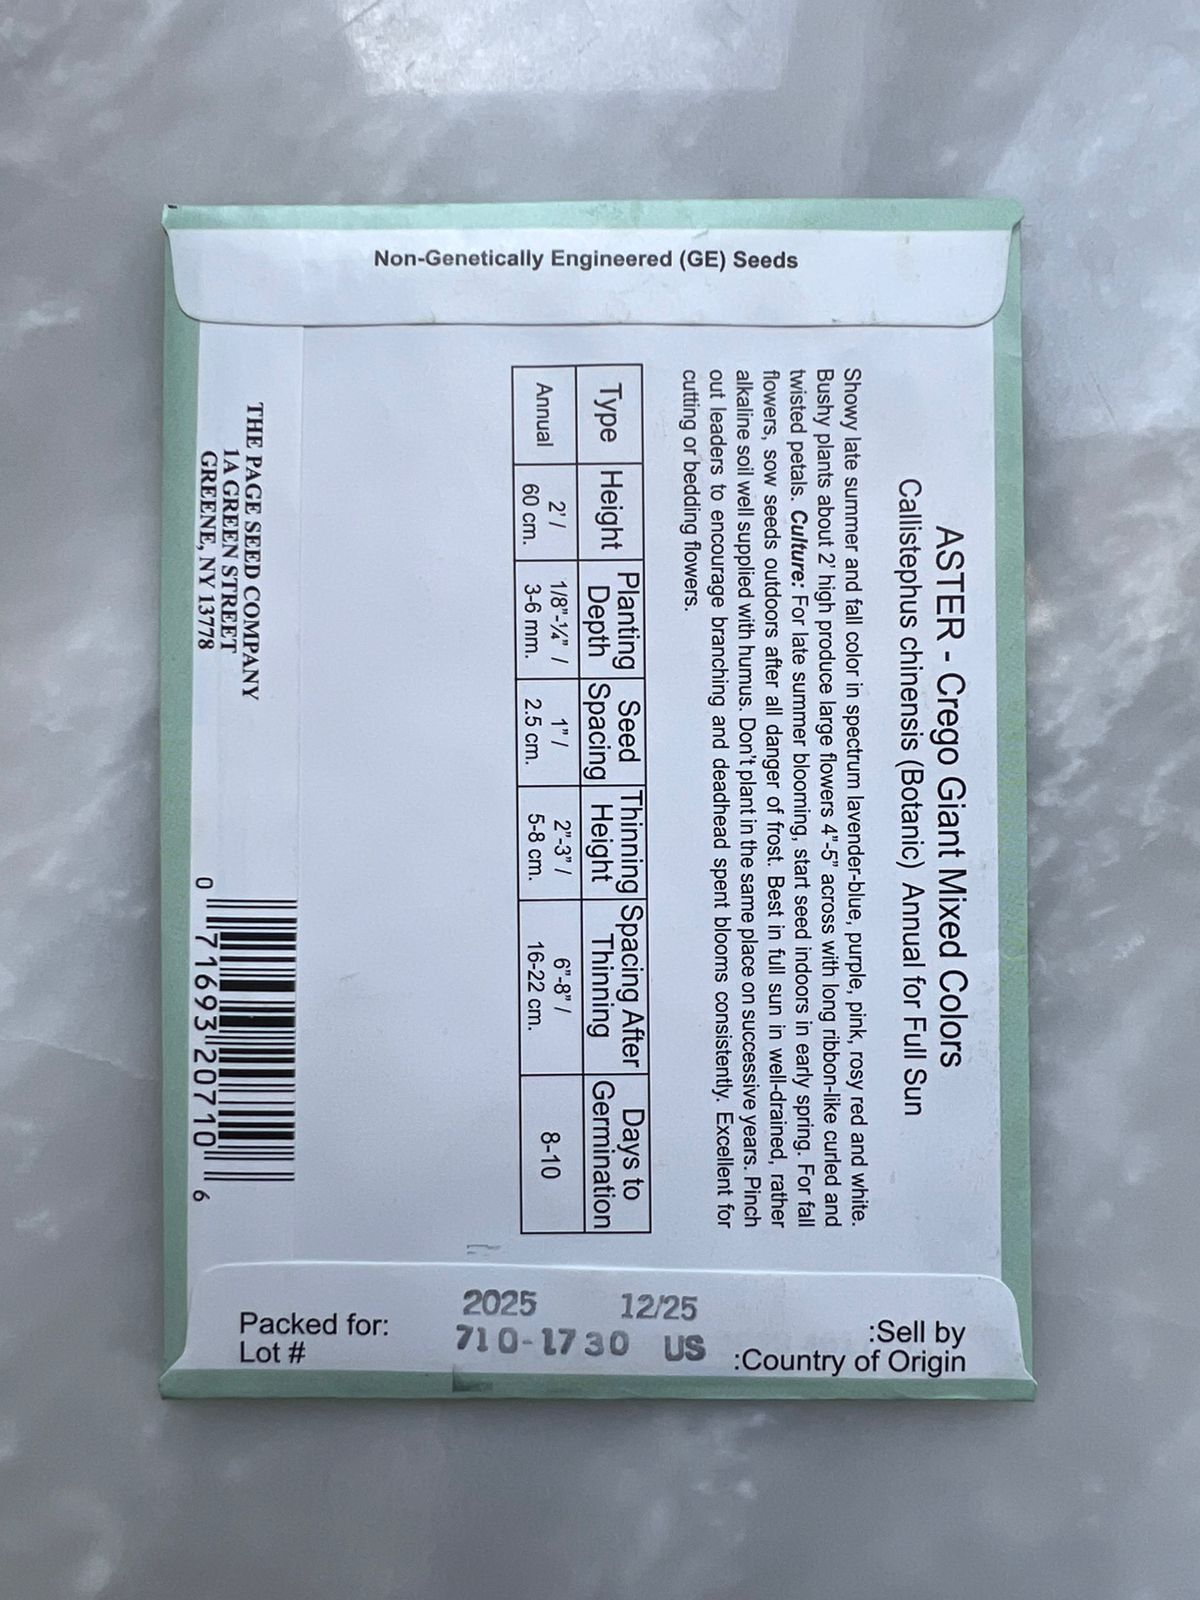 Non-Genetically Engineered (GE) Seeds
ASTER - Crego Giant Mixed Colors
Callistephus chinensis (Botanic) Annual for Full Sun
Showy late summer and fall color in spectrum lavender-blue, purple, pink, rosy red and white.
Bushy plants about 2' high produce large flowers 4"-5" across with long ribbon-like curled and
twisted petals. Culture: For late summer blooming, start seed indoors in early spring. For fall
flowers, sow seeds outdoors after all danger of frost. Best in full sun in well-drained, rather
alkaline soil well supplied with humus. Don't plant in the same place on successive years. Pinch
out leaders to encourage branching and deadhead spent blooms consistently. Excellent for
cutting or bedding flowers.
Type Height Planting Depth Seed Spacing Thinning Height Spacing After Thinning Days to Germination
Annual 2' / 60 cm. 1/8"-¼" / 3-6 mm. 1" / 2.5 cm. 2"-3" / 5-8 cm. 6"-8" / 16-22 cm. 8-10
THE PAGE SEED COMPANY
1A GREEN STREET
GREENE, NY 13778
0 71693 20710 6
Packed for: 2025 12/25 :Sell by
Lot # 710-1730 US :Country of Origin